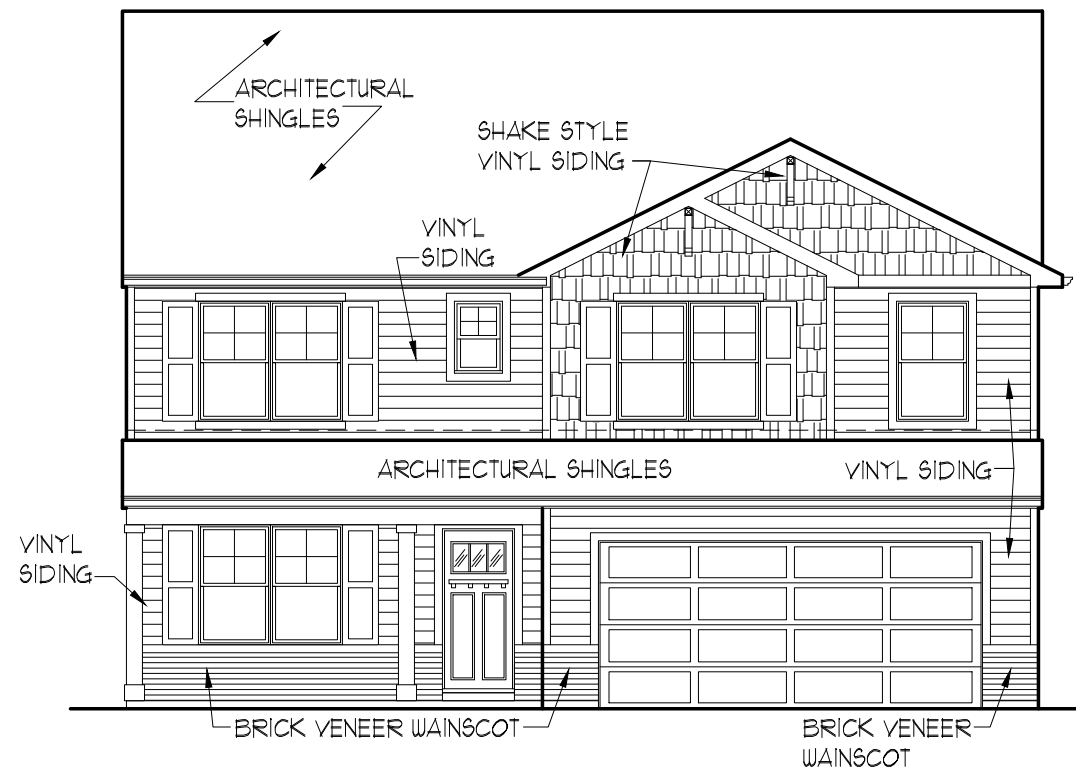 ARCHITECTURAL
SHINGLES
SHAKE STYLE
VINYL SIDING
VINYL
SIDING
ARCHITECTURAL SHINGLES
VINYL SIDING
VINYL
SIDING
BRICK VENEER WAINSCOT
BRICK VENEER
WAINSCOT